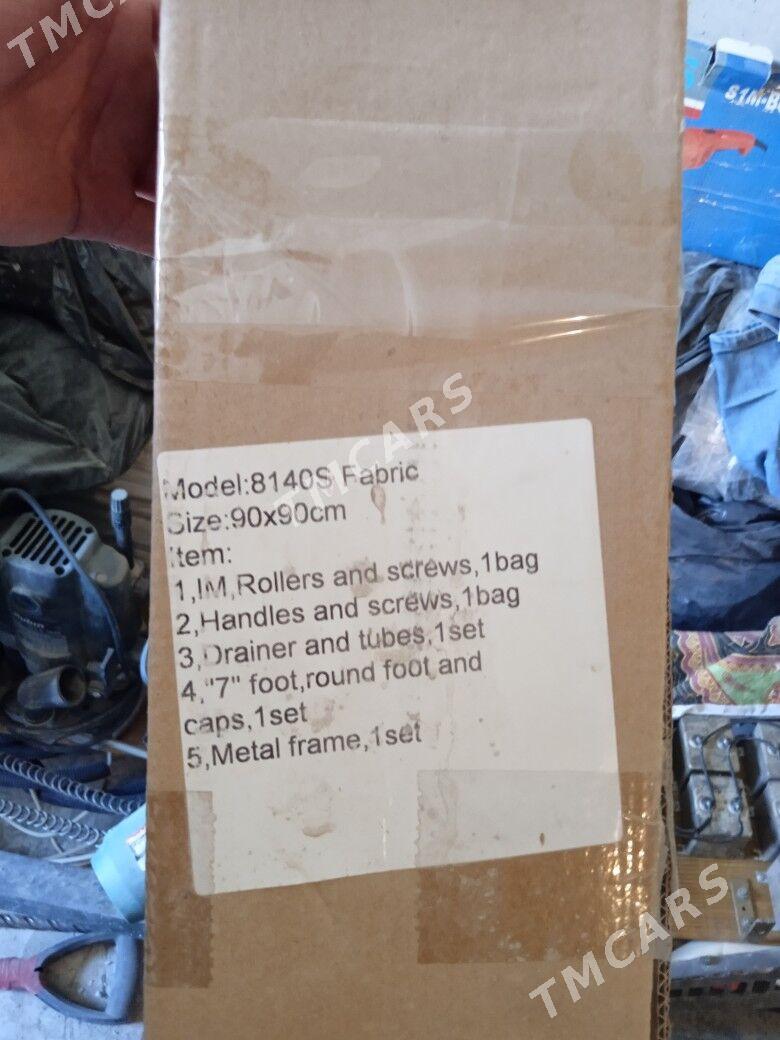 TMCARS
S1M-B
TMCARS
Model:8140S Fabric
Size:90x90cm
Item:
1,IM,Rollers and screws,1bag
2,Handles and screws,1bag
3,Drainer and tubes,1set
4,"7" foot,round foot and
caps,1set
5,Metal frame,1set
TMCARS